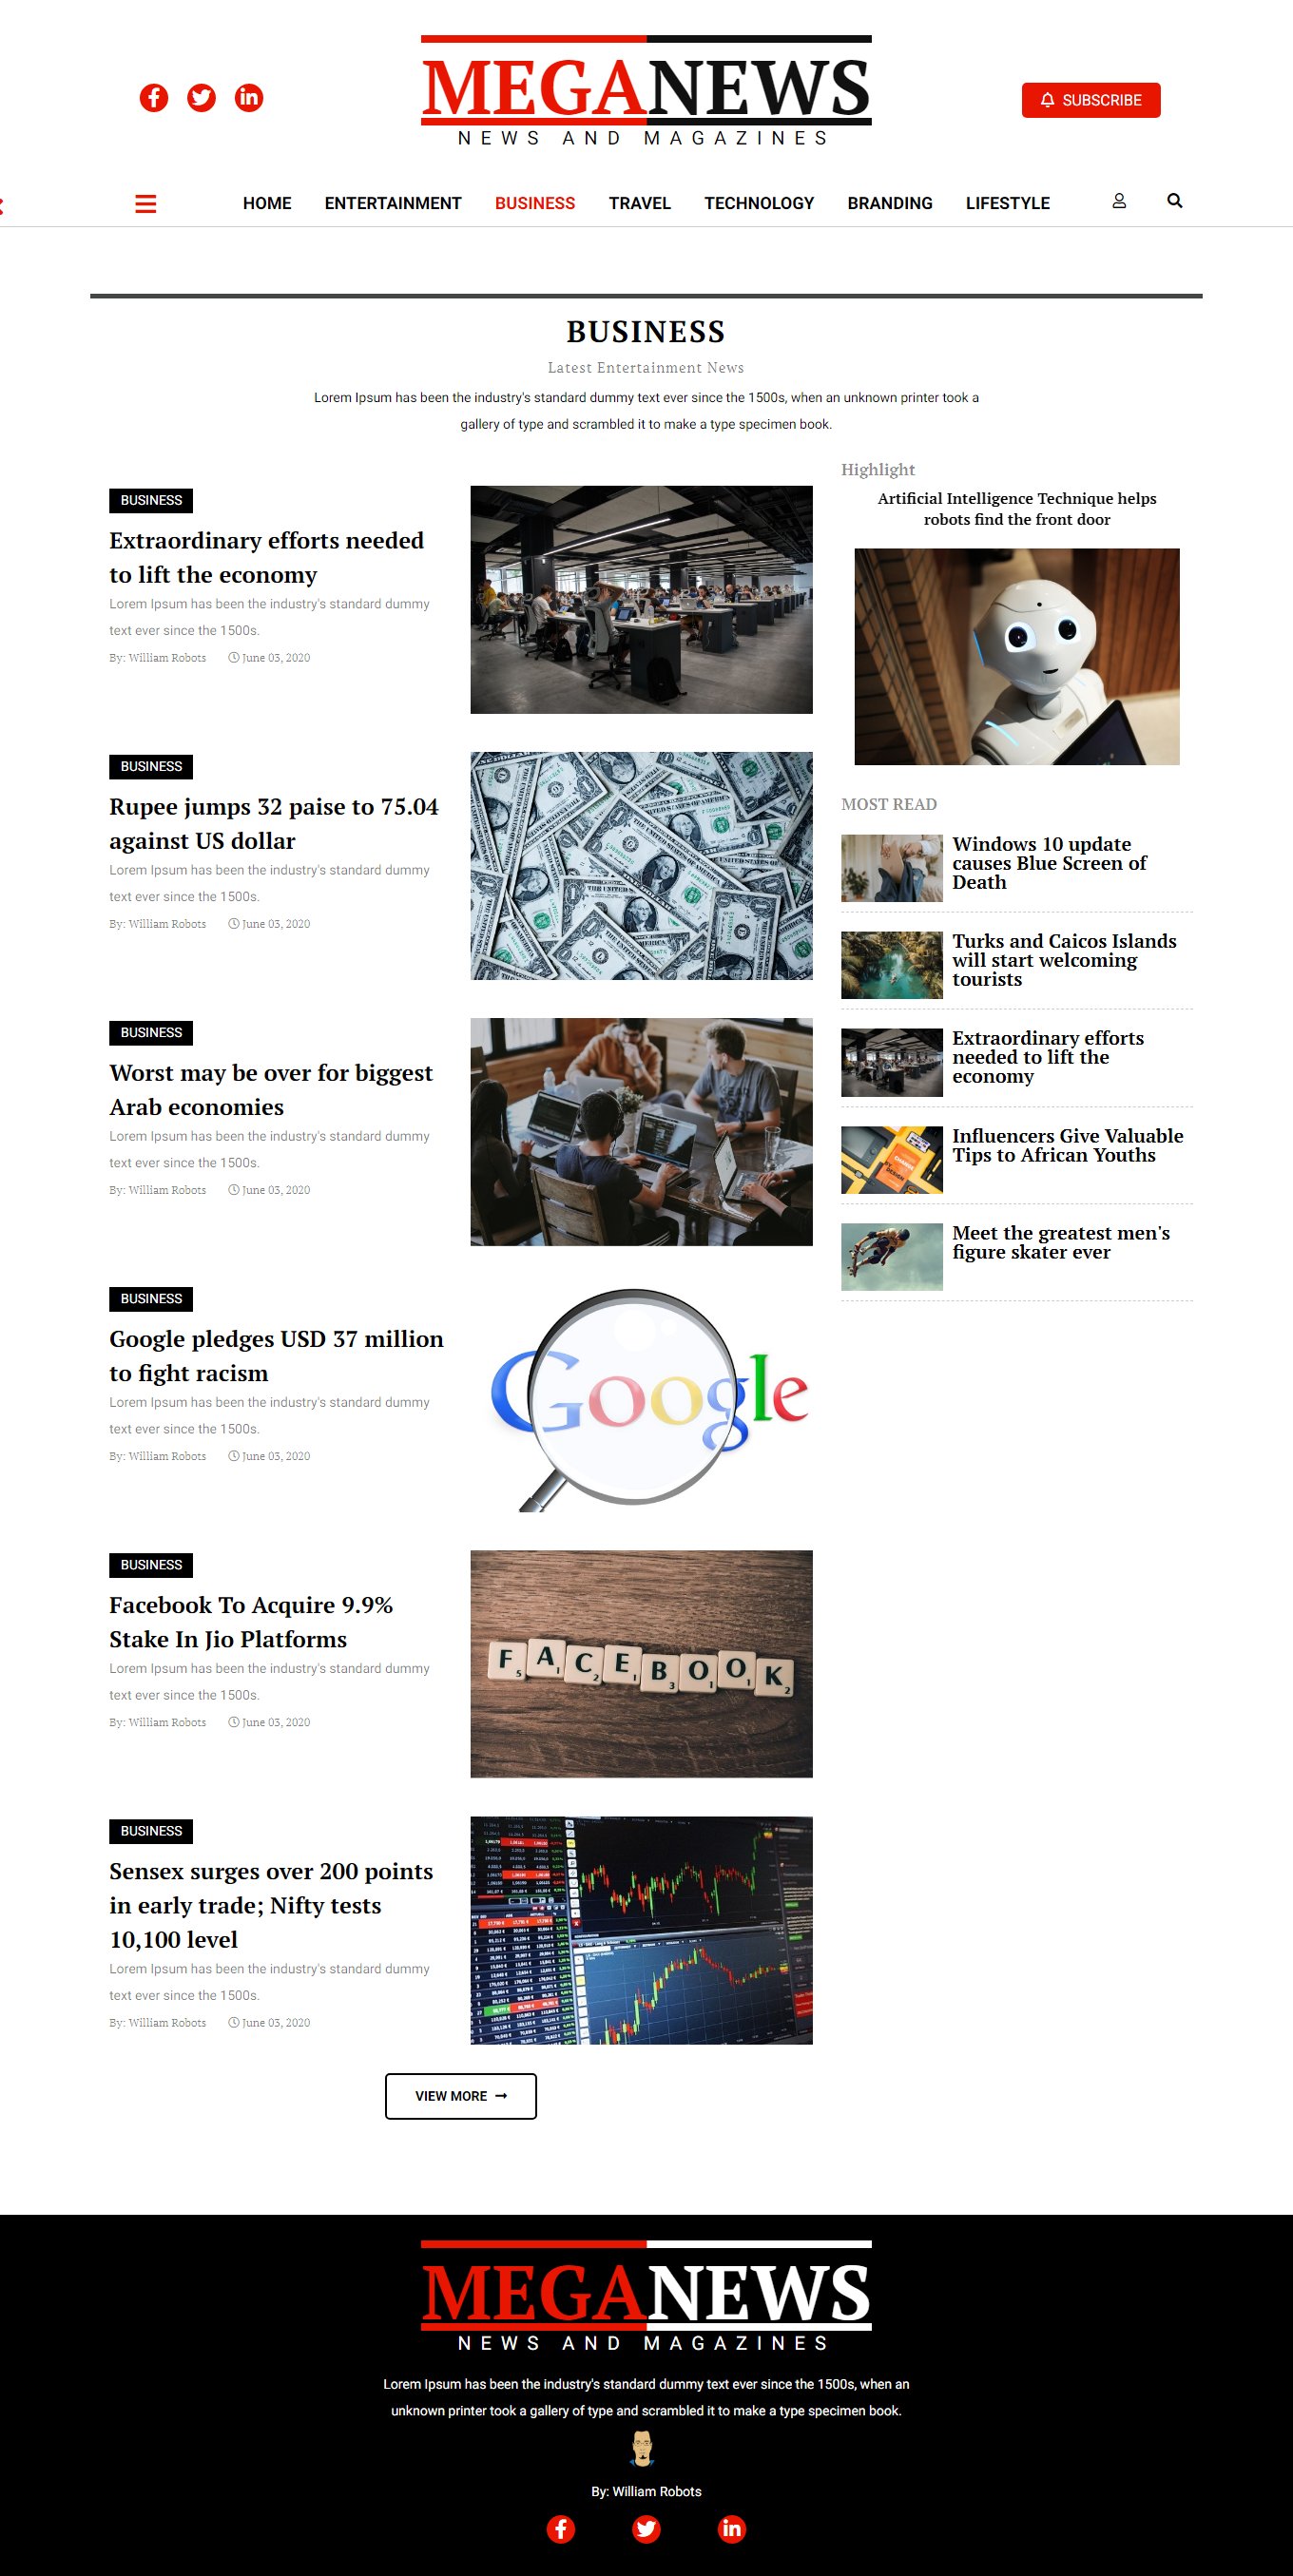 MEGANEWS
NEWS AND MAGAZINES
SUBSCRIBE
HOME ENTERTAINMENT BUSINESS TRAVEL TECHNOLOGY BRANDING LIFESTYLE
BUSINESS
Latest Entertainment News
Lorem Ipsum has been the industry's standard dummy text ever since the 1500s, when an unknown printer took a
gallery of type and scrambled it to make a type specimen book.
BUSINESS
Extraordinary efforts needed
to lift the economy
Lorem Ipsum has been the industry's standard dummy
text ever since the 1500s.
By: William Robots June 03, 2020
BUSINESS
Rupee jumps 32 paise to 75.04
against US dollar
Lorem Ipsum has been the industry's standard dummy
text ever since the 1500s.
By: William Robots June 03, 2020
BUSINESS
Worst may be over for biggest
Arab economies
Lorem Ipsum has been the industry's standard dummy
text ever since the 1500s.
By: William Robots June 03, 2020
BUSINESS
Google pledges USD 37 million
to fight racism
Lorem Ipsum has been the industry's standard dummy
text ever since the 1500s.
By: William Robots June 03, 2020
Google
BUSINESS
Facebook To Acquire 9.9%
Stake In Jio Platforms
Lorem Ipsum has been the industry's standard dummy
text ever since the 1500s.
By: William Robots June 03, 2020
FACEBOOK
BUSINESS
Sensex surges over 200 points
in early trade; Nifty tests
10,100 level
Lorem Ipsum has been the industry's standard dummy
text ever since the 1500s.
By: William Robots June 03, 2020
VIEW MORE
Highlight
Artificial Intelligence Technique helps
robots find the front door
MOST READ
Windows 10 update
causes Blue Screen of
Death
Turks and Caicos Islands
will start welcoming
tourists
Extraordinary efforts
needed to lift the
economy
Influencers Give Valuable
Tips to African Youths
Meet the greatest men's
figure skater ever
MEGANEWS
NEWS AND MAGAZINES
Lorem Ipsum has been the industry's standard dummy text ever since the 1500s, when an
unknown printer took a gallery of type and scrambled it to make a type specimen book.
By: William Robots